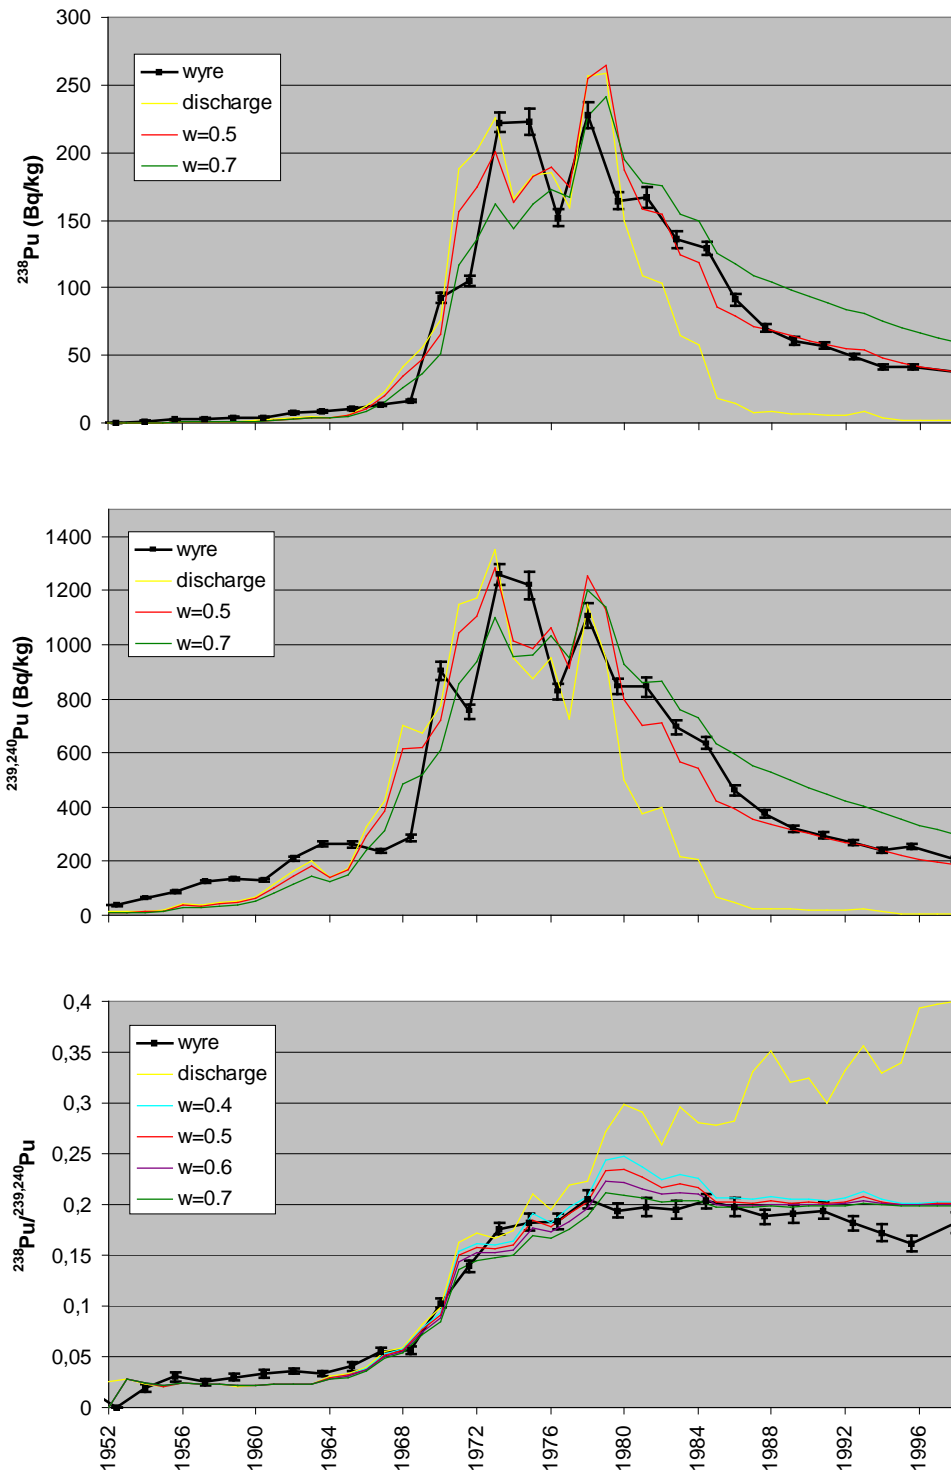 300
250
200
150
100
50
0
238Pu (Bq/kg)
wyre
discharge
w=0.5
w=0.7
1400
1200
1000
800
600
400
200
0
239,240Pu (Bq/kg)
wyre
discharge
w=0.5
w=0.7
0,4
0,35
0,3
0,25
0,2
0,15
0,1
0,05
0
238Pu/239,240Pu
wyre
discharge
w=0.4
w=0.5
w=0.6
w=0.7
1952
1956
1960
1964
1968
1972
1976
1980
1984
1988
1992
1996